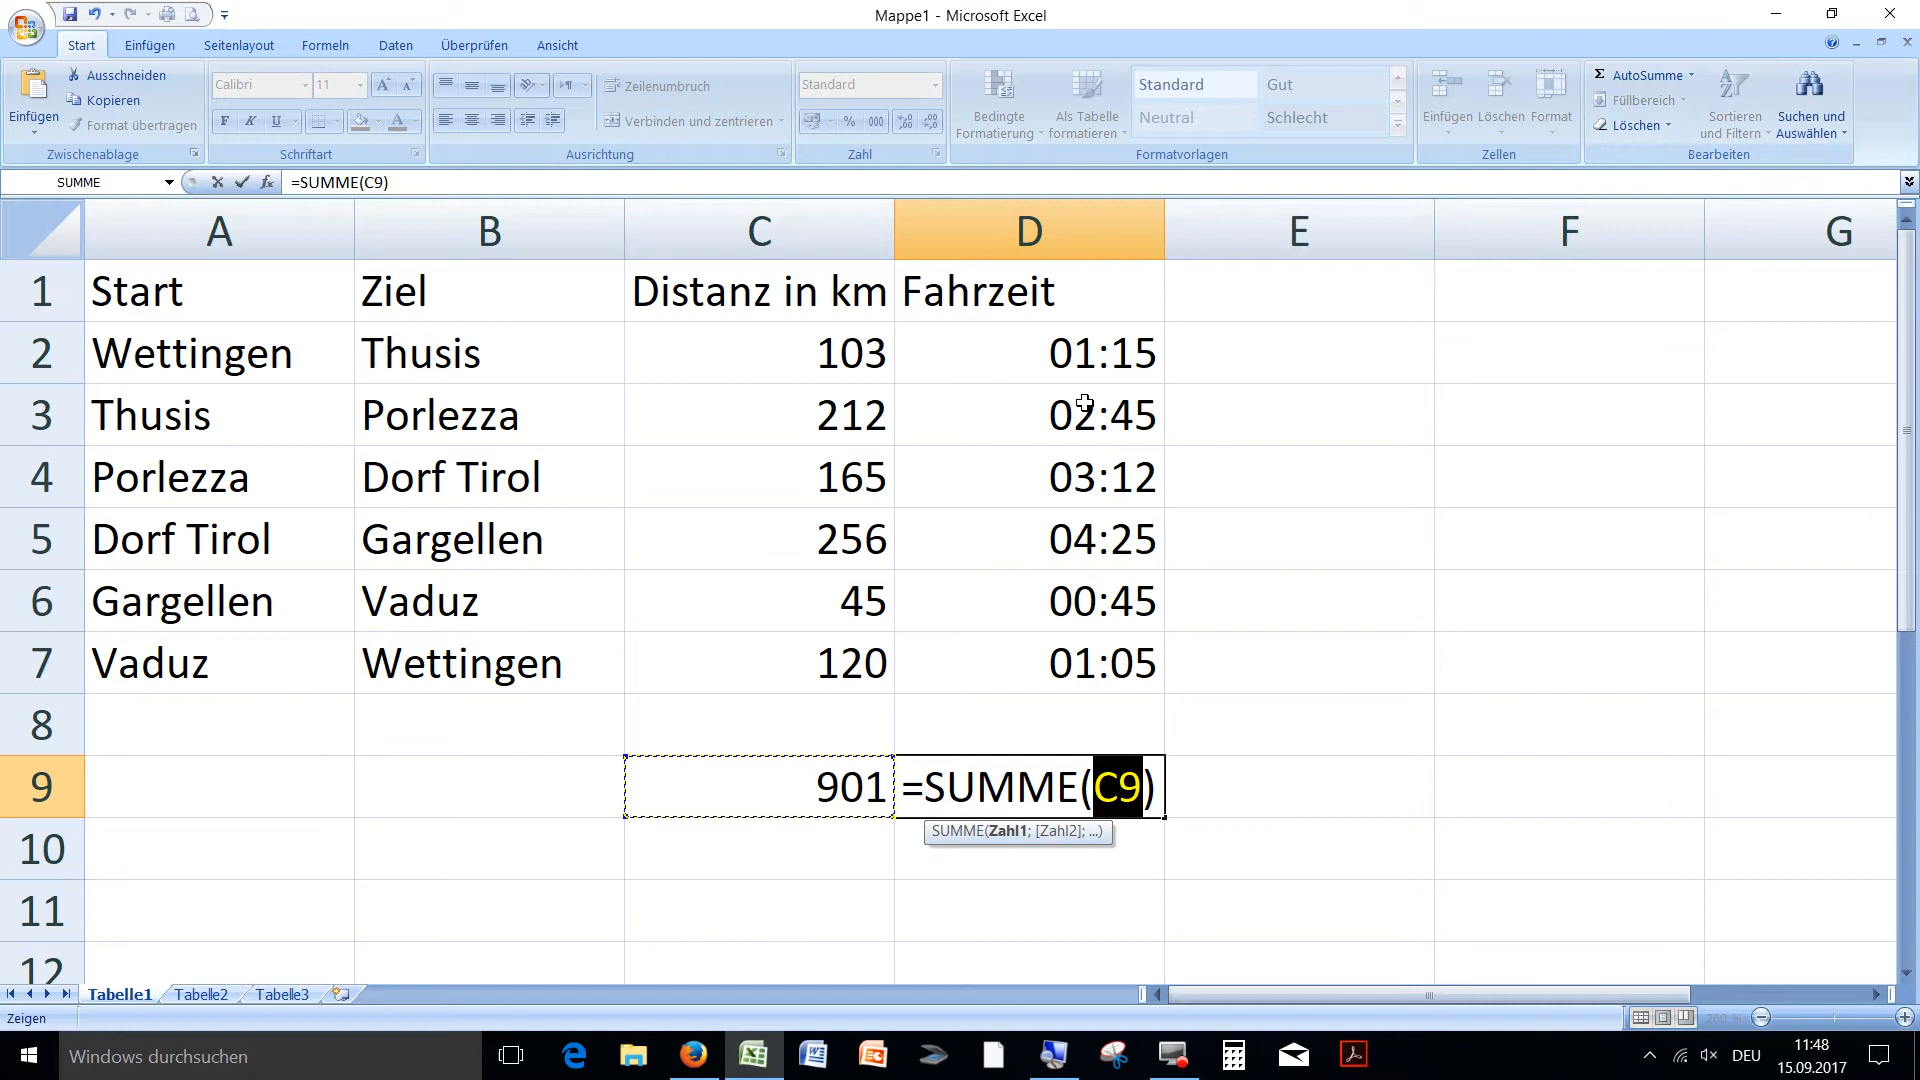 Mappe1 - Microsoft Excel
Start Einfügen Seitenlayout Formeln Daten Überprüfen Ansicht
Einfügen
Ausschneiden
Kopieren
Format übertragen
Zwischenablage
Calibri 11
F K U
Schriftart
Zeilenumbruch
Verbinden und zentrieren
Ausrichtung
Standard
% 000
Zahl
Bedingte Formatierung
Als Tabelle formatieren
Standard Gut
Neutral Schlecht
Formatvorlagen
Einfügen Löschen Format
Zellen
Σ AutoSumme
Füllbereich
Löschen
Sortieren und Filtern
Suchen und Auswählen
Bearbeiten
SUMME fx =SUMME(C9)
A B C D E F G
1 Start Ziel Distanz in km Fahrzeit
2 Wettingen Thusis 103 01:15
3 Thusis Porlezza 212 02:45
4 Porlezza Dorf Tirol 165 03:12
5 Dorf Tirol Gargellen 256 04:25
6 Gargellen Vaduz 45 00:45
7 Vaduz Wettingen 120 01:05
8
9 901 =SUMME(C9)
SUMME(Zahl1; [Zahl2]; ...)
10
11
12
Tabelle1 Tabelle2 Tabelle3
Zeigen 260 %
Windows durchsuchen
DEU
11:48
15.09.2017